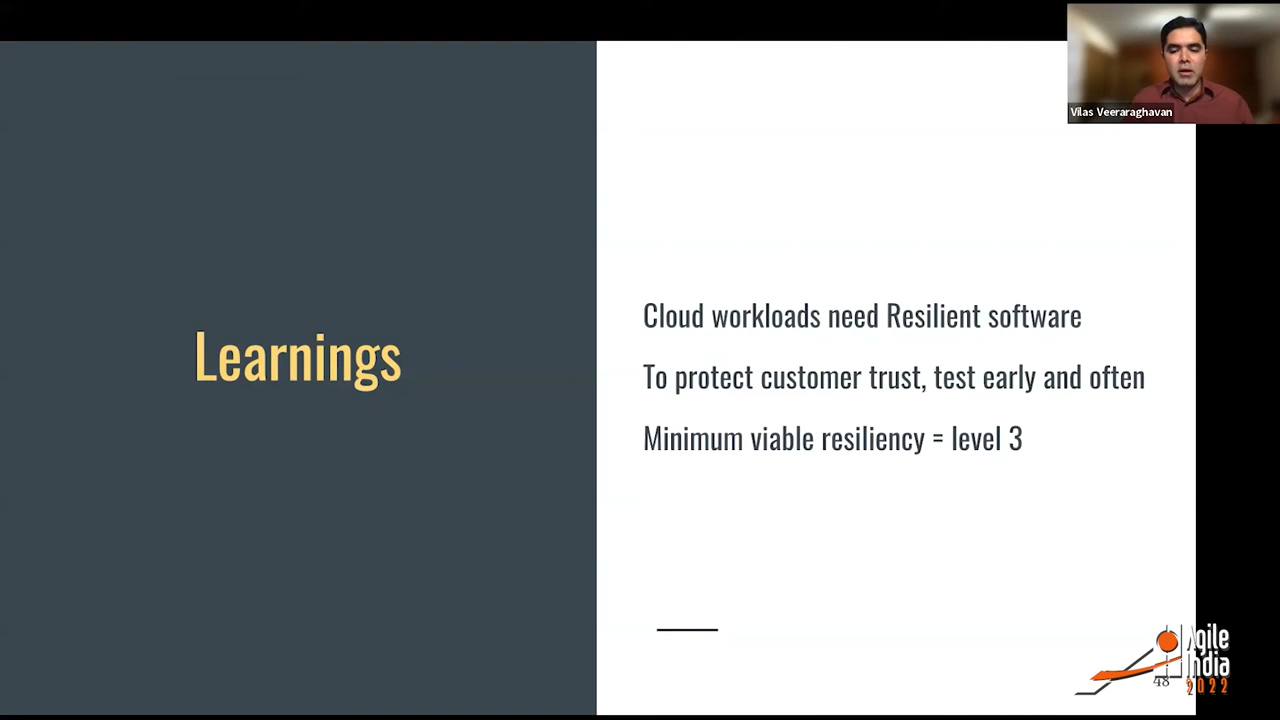 Vilas Veeraraghavan
Learnings
Cloud workloads need Resilient software
To protect customer trust, test early and often
Minimum viable resiliency = level 3
48
Agile
India
2022